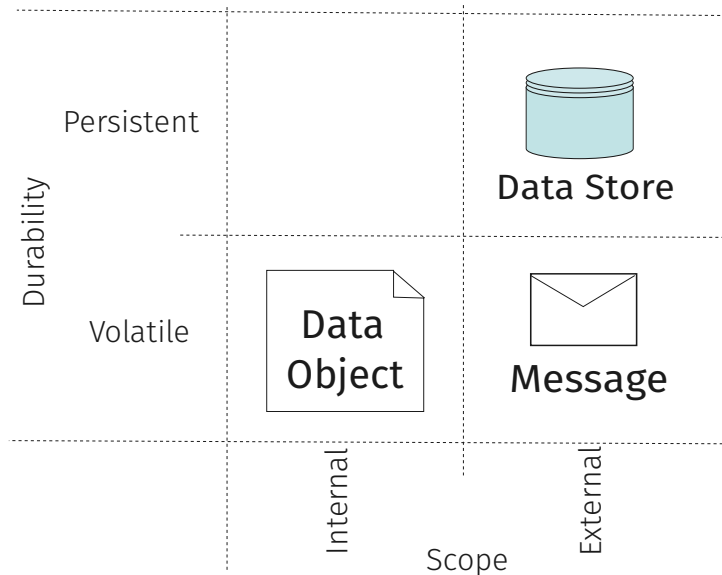 Persistent
Data Store
Durability
Volatile
Data
Object
Message
Internal
External
Scope